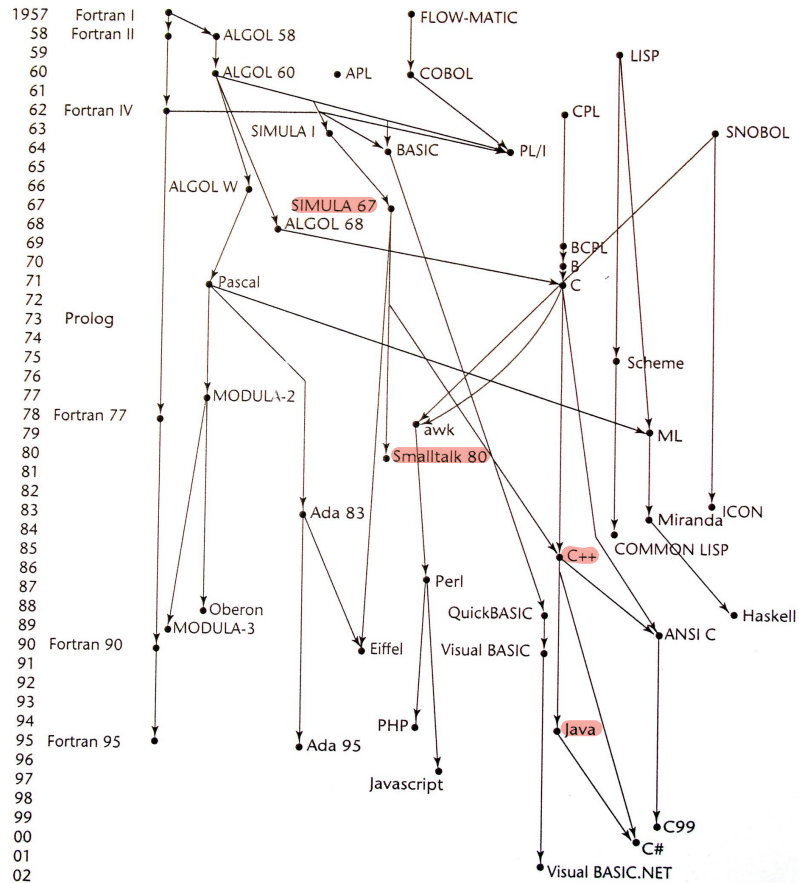 1957 Fortran I FLOW-MATIC
58 Fortran II ALGOL 58
59 LISP
60 ALGOL 60 APL COBOL
61
62 Fortran IV CPL
63 SIMULA I SNOBOL
64 BASIC PL/I
65
66 ALGOL W
67 SIMULA 67
68 ALGOL 68
69 BCPL
70 B
71 Pascal C
72
73 Prolog
74
75 Scheme
76
77 MODULA-2
78 Fortran 77 awk
79 ML
80 Smalltalk 80
81
82
83 Ada 83 Miranda ICON
84
85 C++ COMMON LISP
86
87 Perl
88 Oberon QuickBASIC Haskell
89 MODULA-3 ANSI C
90 Fortran 90 Eiffel Visual BASIC
91
92
93
94 PHP Java
95 Fortran 95 Ada 95
96
97 Javascript
98
99 C99
00 C#
01
02 Visual BASIC.NET